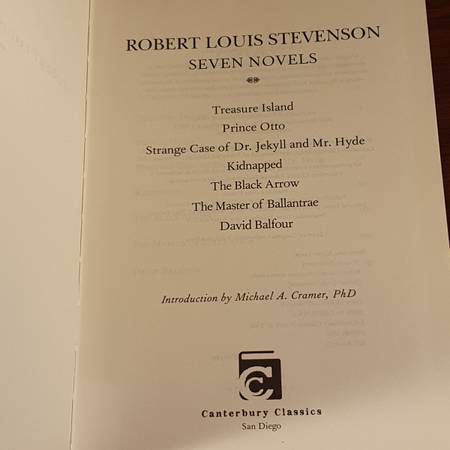 ROBERT LOUIS STEVENSON
SEVEN NOVELS
Treasure Island
Prince Otto
Strange Case of Dr. Jekyll and Mr. Hyde
Kidnapped
The Black Arrow
The Master of Ballantrae
David Balfour
Introduction by Michael A. Cramer, PhD
CC
Canterbury Classics
San Diego